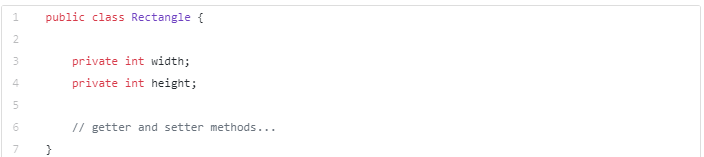 1 public class Rectangle {
2
3 private int width;
4 private int height;
5
6 // getter and setter methods...
7 }